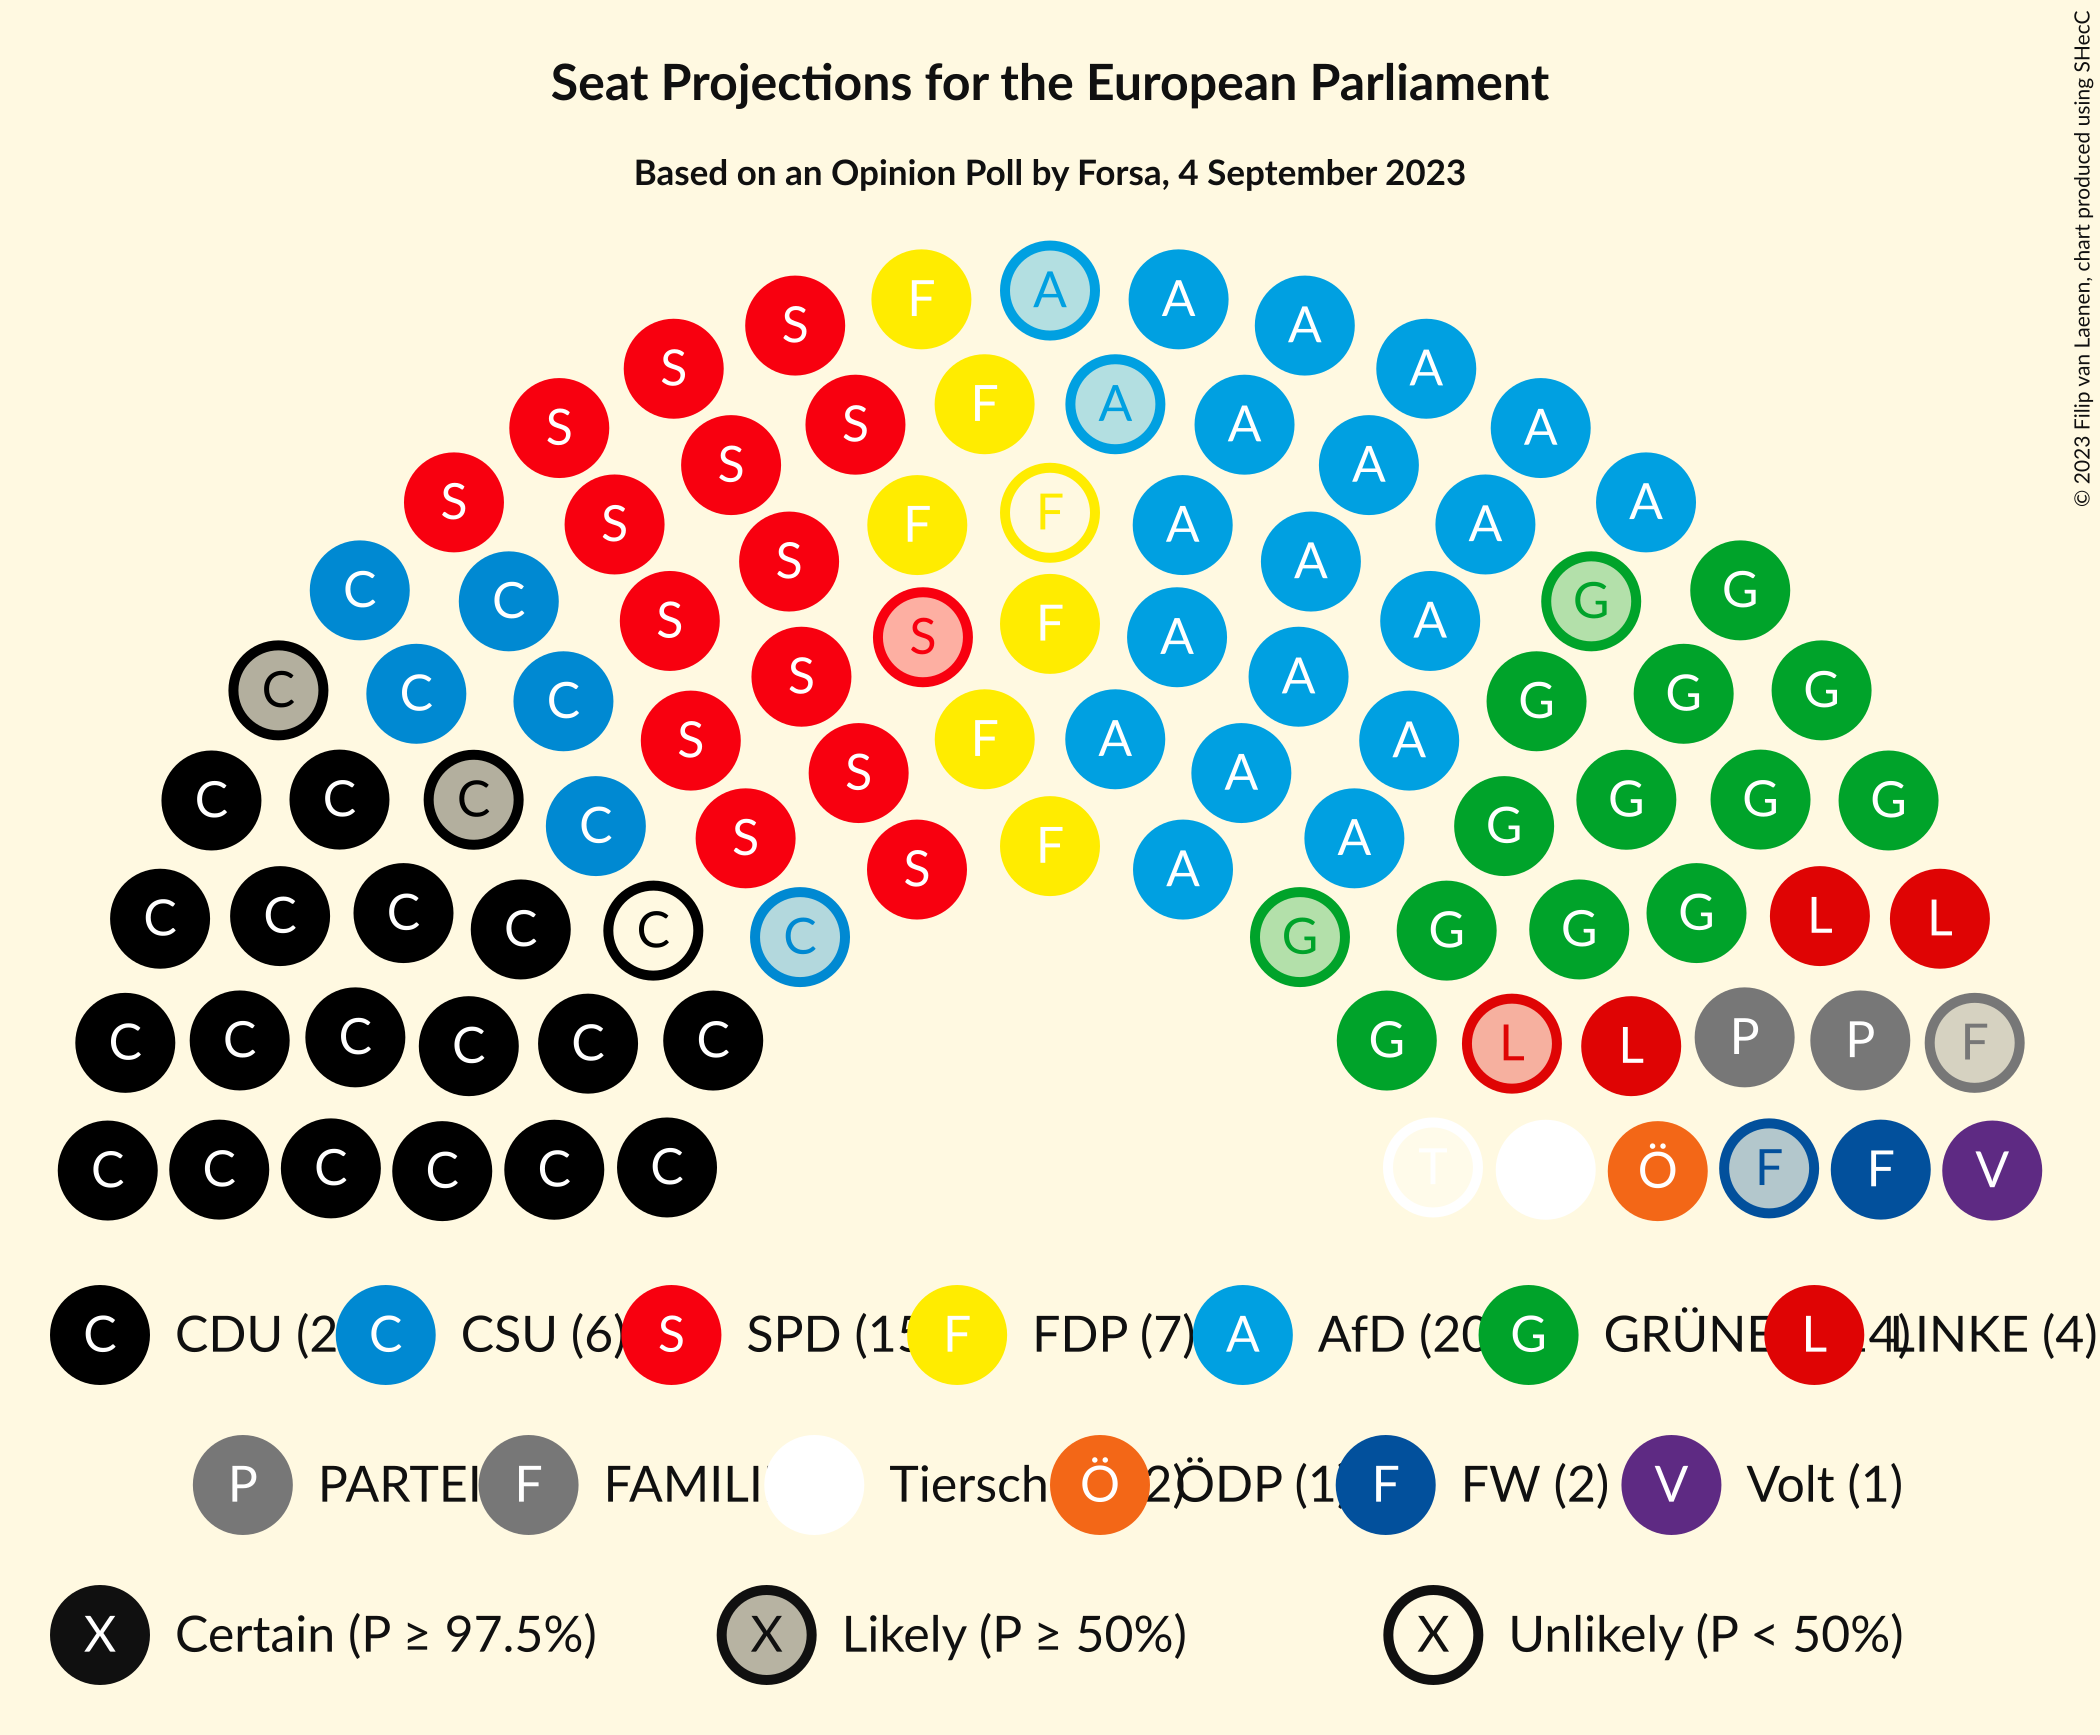 Seat Projections for the European Parliament
Based on an Opinion Poll by Forsa, 4 September 2023
© 2023 Filip van Laenen, chart produced using SHecC
F A A
S A
S A
F A
S S A A
S A
S F A
S F A A
S A
C C G G
S S F A A
C C C S A G G G
S F A A
S A
C C C C G G G G
S F A
S A
C C C C C C G G G G L L
C C C C C C G L L P P F
C C C C C C T Ö F F V
C CDU (2 C CSU (6) S SPD (15 F FDP (7) A AfD (20 G GRÜNE L 4) LINKE (4)
P PARTEI F FAMILI Tiersch Ö 2) ÖDP (1) F FW (2) V Volt (1)
X Certain (P ≥ 97.5%) X Likely (P ≥ 50%) X Unlikely (P < 50%)